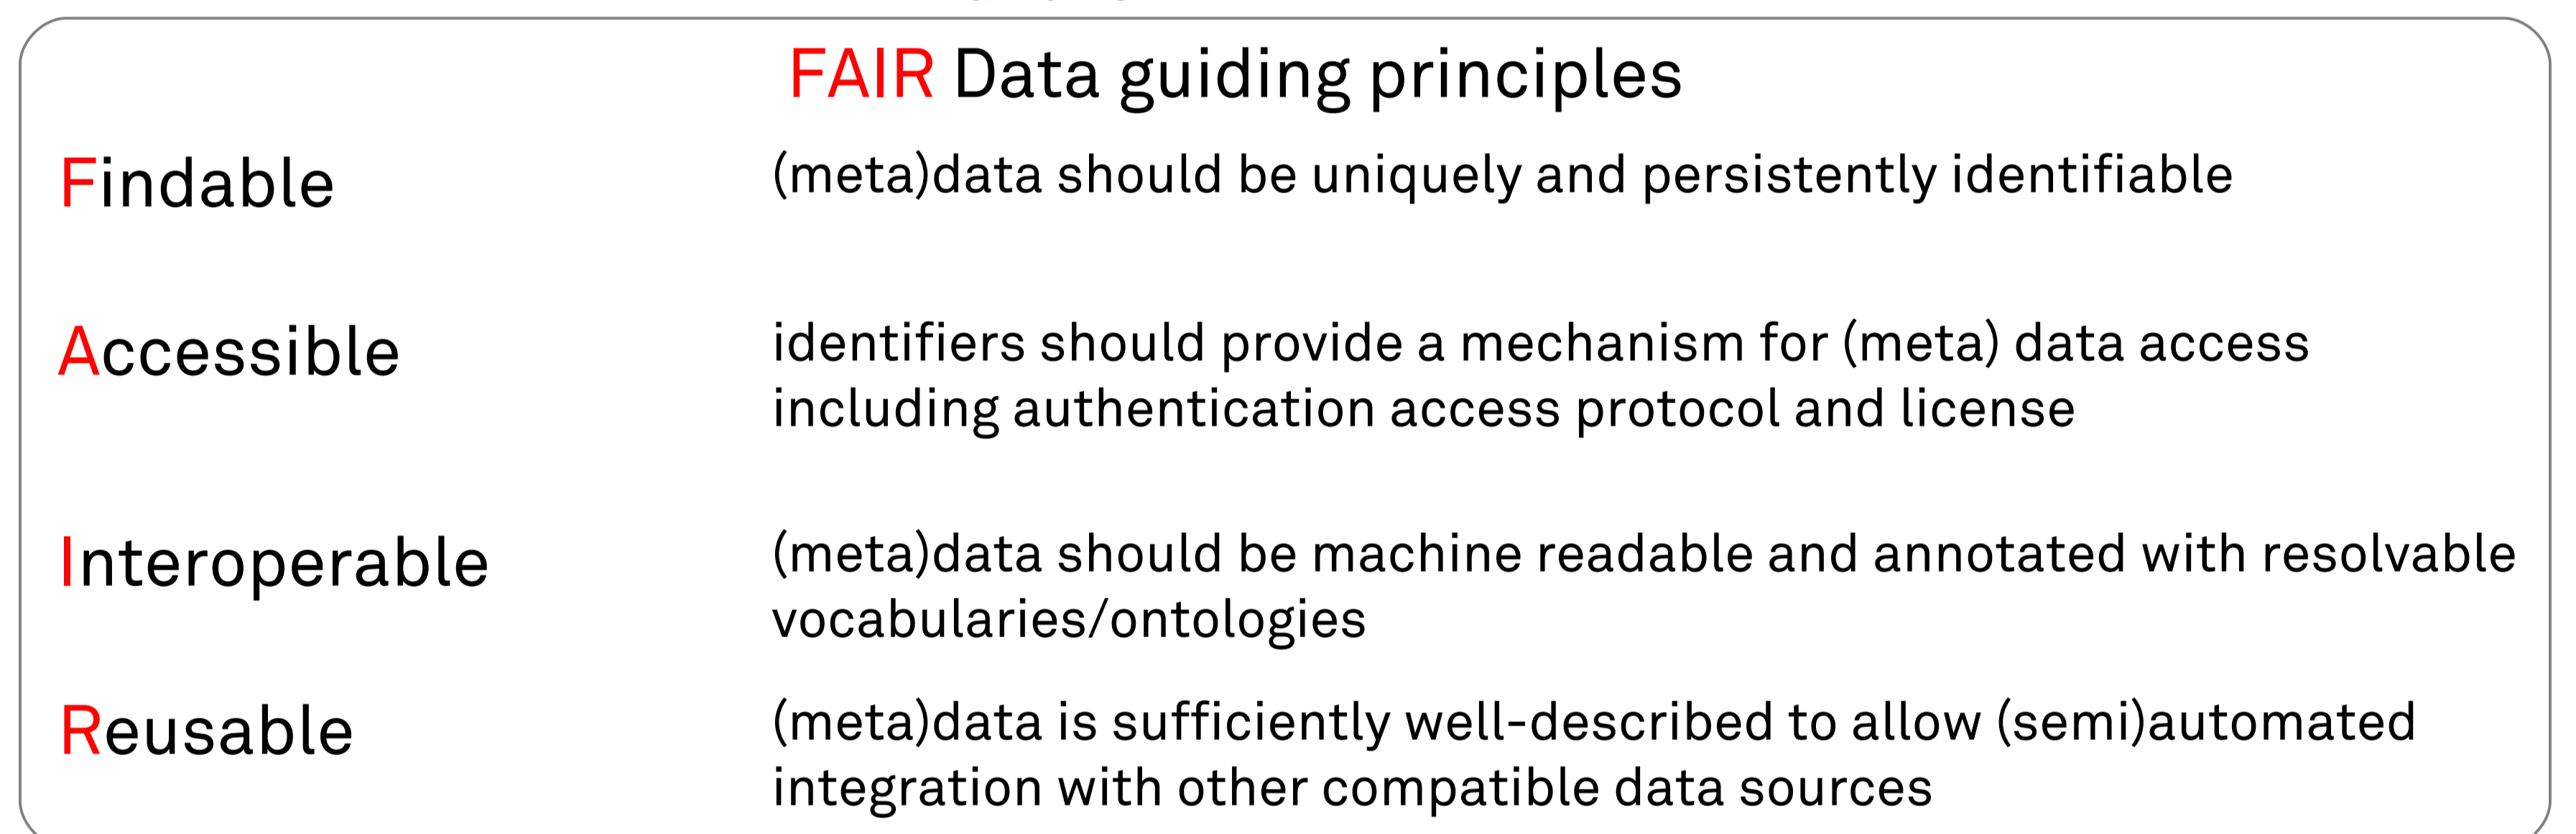 FAIR Data guiding principles
Findable
(meta)data should be uniquely and persistently identifiable
Accessible
identifiers should provide a mechanism for (meta) data access
including authentication access protocol and license
Interoperable
(meta)data should be machine readable and annotated with resolvable
vocabularies/ontologies
Reusable
(meta)data is sufficiently well-described to allow (semi)automated
integration with other compatible data sources